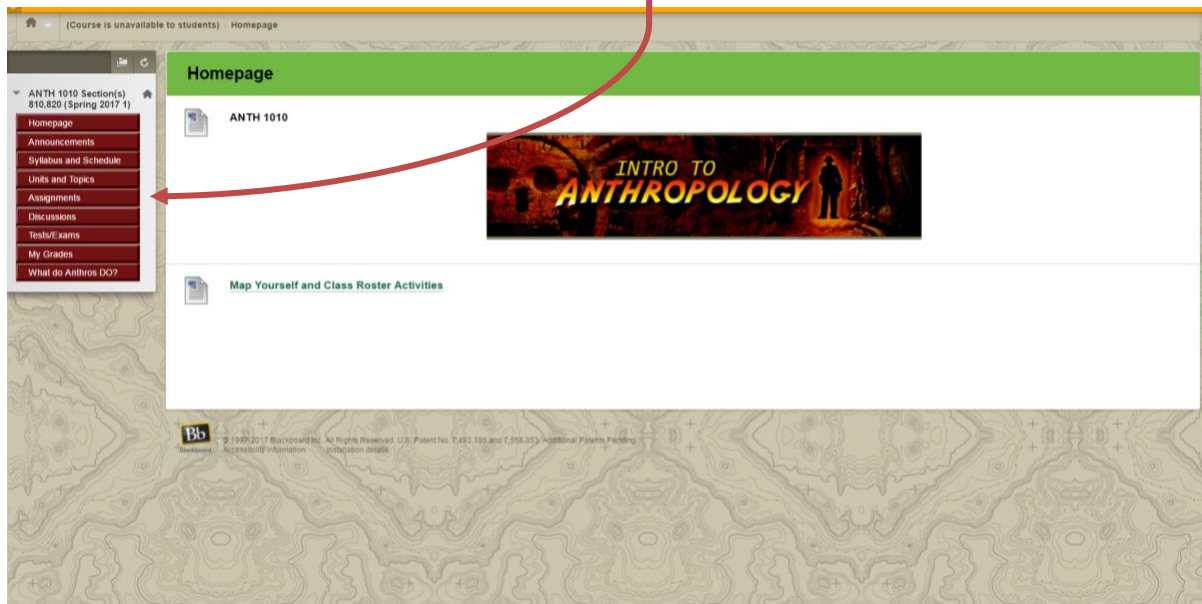 (Course is unavailable to students) Homepage
ANTH 1010 Section(s)
810,820 (Spring 2017 1)
Homepage
Announcements
Syllabus and Schedule
Units and Topics
Assignments
Discussions
Tests/Exams
My Grades
What do Anthros DO?
Homepage
ANTH 1010
INTRO TO
ANTHROPOLOGY
Map Yourself and Class Roster Activities
Bb
Blackboard
© 1997-2017 Blackboard Inc. All Rights Reserved. U.S. Patent No. 7,493,396 and 7,558,853. Additional Patents Pending.
Accessibility information Installation details